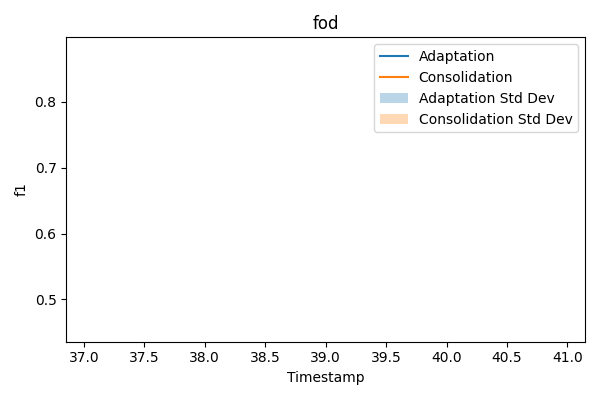 fod
Adaptation
Consolidation
Adaptation Std Dev
Consolidation Std Dev
0.8
0.7
0.6
0.5
f1
37.0 37.5 38.0 38.5 39.0 39.5 40.0 40.5 41.0
Timestamp